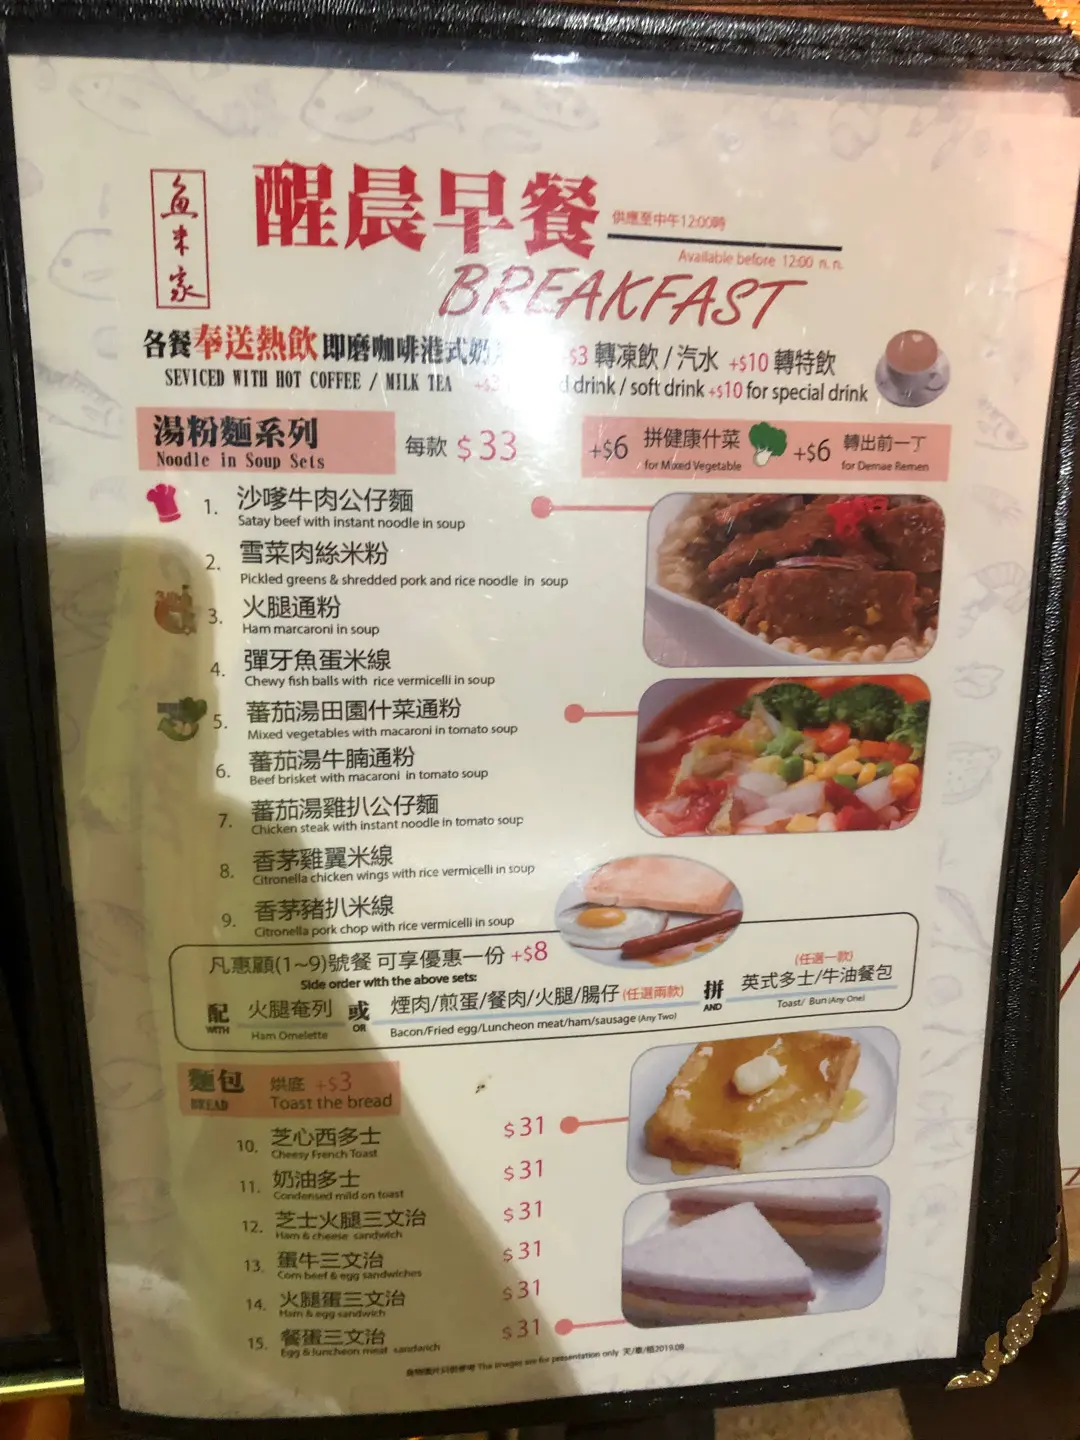 魚米家
醒晨早餐
供應至中午12:00時
Available before 12:00 n.n.
BREAKFAST
各餐奉送熱飲 即磨咖啡港式奶 +$3 轉凍飲 / 汽水 +$10 轉特飲
SEVICED WITH HOT COFFEE / MILK TEA drink / soft drink +$10 for special drink
湯粉麵系列 每款 $33
Noodle in Soup Sets
+$6 拼健康什菜
for Mixed Vegetable
+$6 轉出前一丁
for Demae Remen
1. 沙嗲牛肉公仔麵
Satay beef with instant noodle in soup
2. 雪菜肉絲米粉
Pickled greens & shredded pork and rice noodle in soup
3. 火腿通粉
Ham marcaroni in soup
4. 彈牙魚蛋米線
Chewy fish balls with rice vermicelli in soup
5. 蕃茄湯田園什菜通粉
Mixed vegetables with macaroni in tomato soup
6. 蕃茄湯牛腩通粉
Beef brisket with macaroni in tomato soup
7. 蕃茄湯雞扒公仔麵
Chicken steak with instant noodle in tomato soup
8. 香茅雞翼米線
Citronella chicken wings with rice vermicelli in soup
9. 香茅豬扒米線
Citronella pork chop with rice vermicelli in soup
凡惠顧(1~9)號餐 可享優惠一份 +$8
Side order with the above sets:
配 火腿奄列 或 煙肉/煎蛋/餐肉/火腿/腸仔 (任選兩款) 拼 英式多士/牛油餐包 (任選一款)
WITH Ham Omelette OR Bacon/Fried egg/Luncheon meat/ham/sausage (Any Two) AND Toast/ Bun (Any One)
麵包 烘底 +$3
BREAD Toast the bread
10. 芝心西多士 $31
Cheesy French Toast
11. 奶油多士 $31
Condensed mild on toast
12. 芝士火腿三文治 $31
Ham & cheese sandwich
13. 蛋牛三文治 $31
Corn beef & egg sandwiches
14. 火腿蛋三文治 $31
Ham & egg sandwich
15. 餐蛋三文治 $31
Egg & luncheon meat sandwich
食物圖片只供參考 The images are for presentation only 2019.09